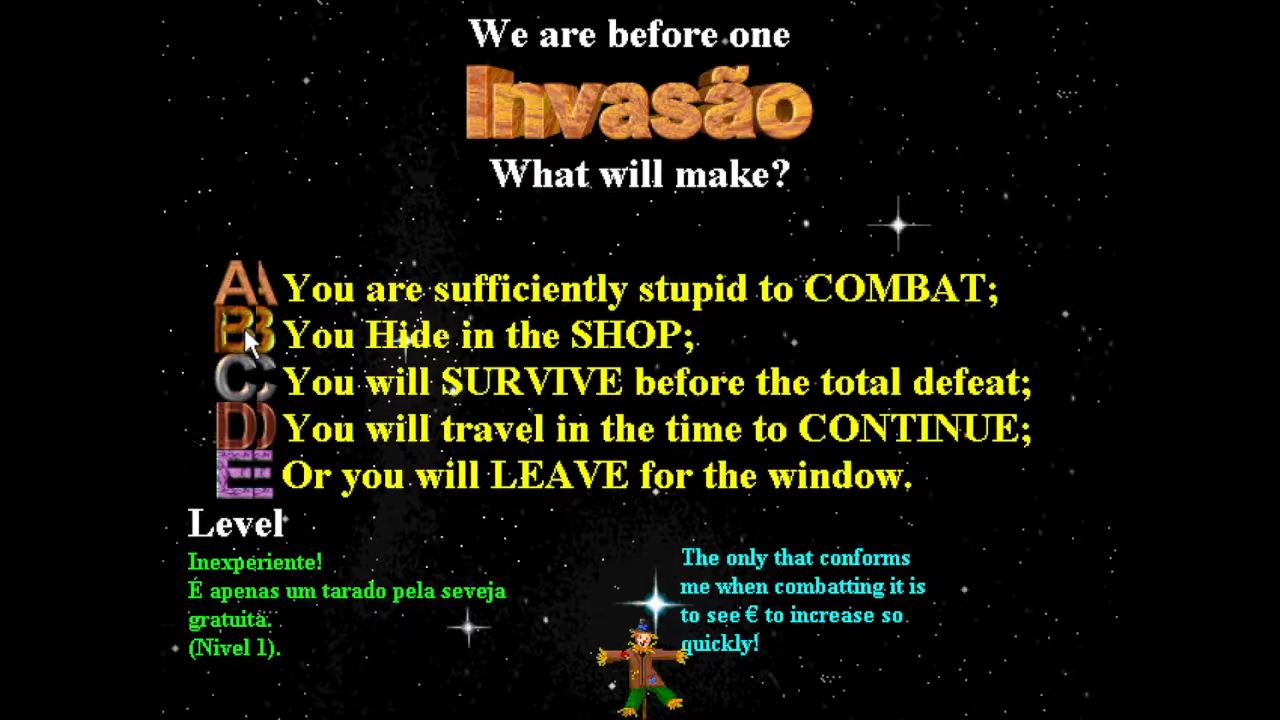 We are before one
Invasão
What will make?
A) You are sufficiently stupid to COMBAT;
B) You Hide in the SHOP;
C) You will SURVIVE before the total defeat;
D) You will travel in the time to CONTINUE;
E Or you will LEAVE for the window.
Level
Inexperiente!
É apenas um tarado pela seveja
gratuita.
(Nivel 1).
The only that conforms
me when combatting it is
to see € to increase so
quickly!